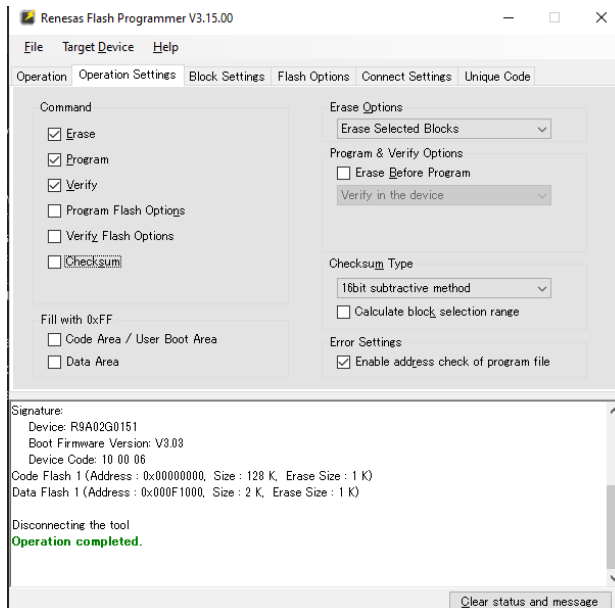 Renesas Flash Programmer V3.15.00
File Target Device Help
Operation Operation Settings Block Settings Flash Options Connect Settings Unique Code
Command
Erase
Program
Verify
Program Flash Options
Verify Flash Options
Checksum
Fill with 0xFF
Code Area / User Boot Area
Data Area
Erase Options
Erase Selected Blocks
Program & Verify Options
Erase Before Program
Verify in the device
Checksum Type
16bit subtractive method
Calculate block selection range
Error Settings
Enable address check of program file
Signature:
Device: R9A02G0151
Boot Firmware Version: V3.03
Device Code: 10 00 06
Code Flash 1 (Address : 0x00000000, Size : 128 K, Erase Size : 1 K)
Data Flash 1 (Address : 0x000F1000, Size : 2 K, Erase Size : 1 K)
Disconnecting the tool
Operation completed.
Clear status and message